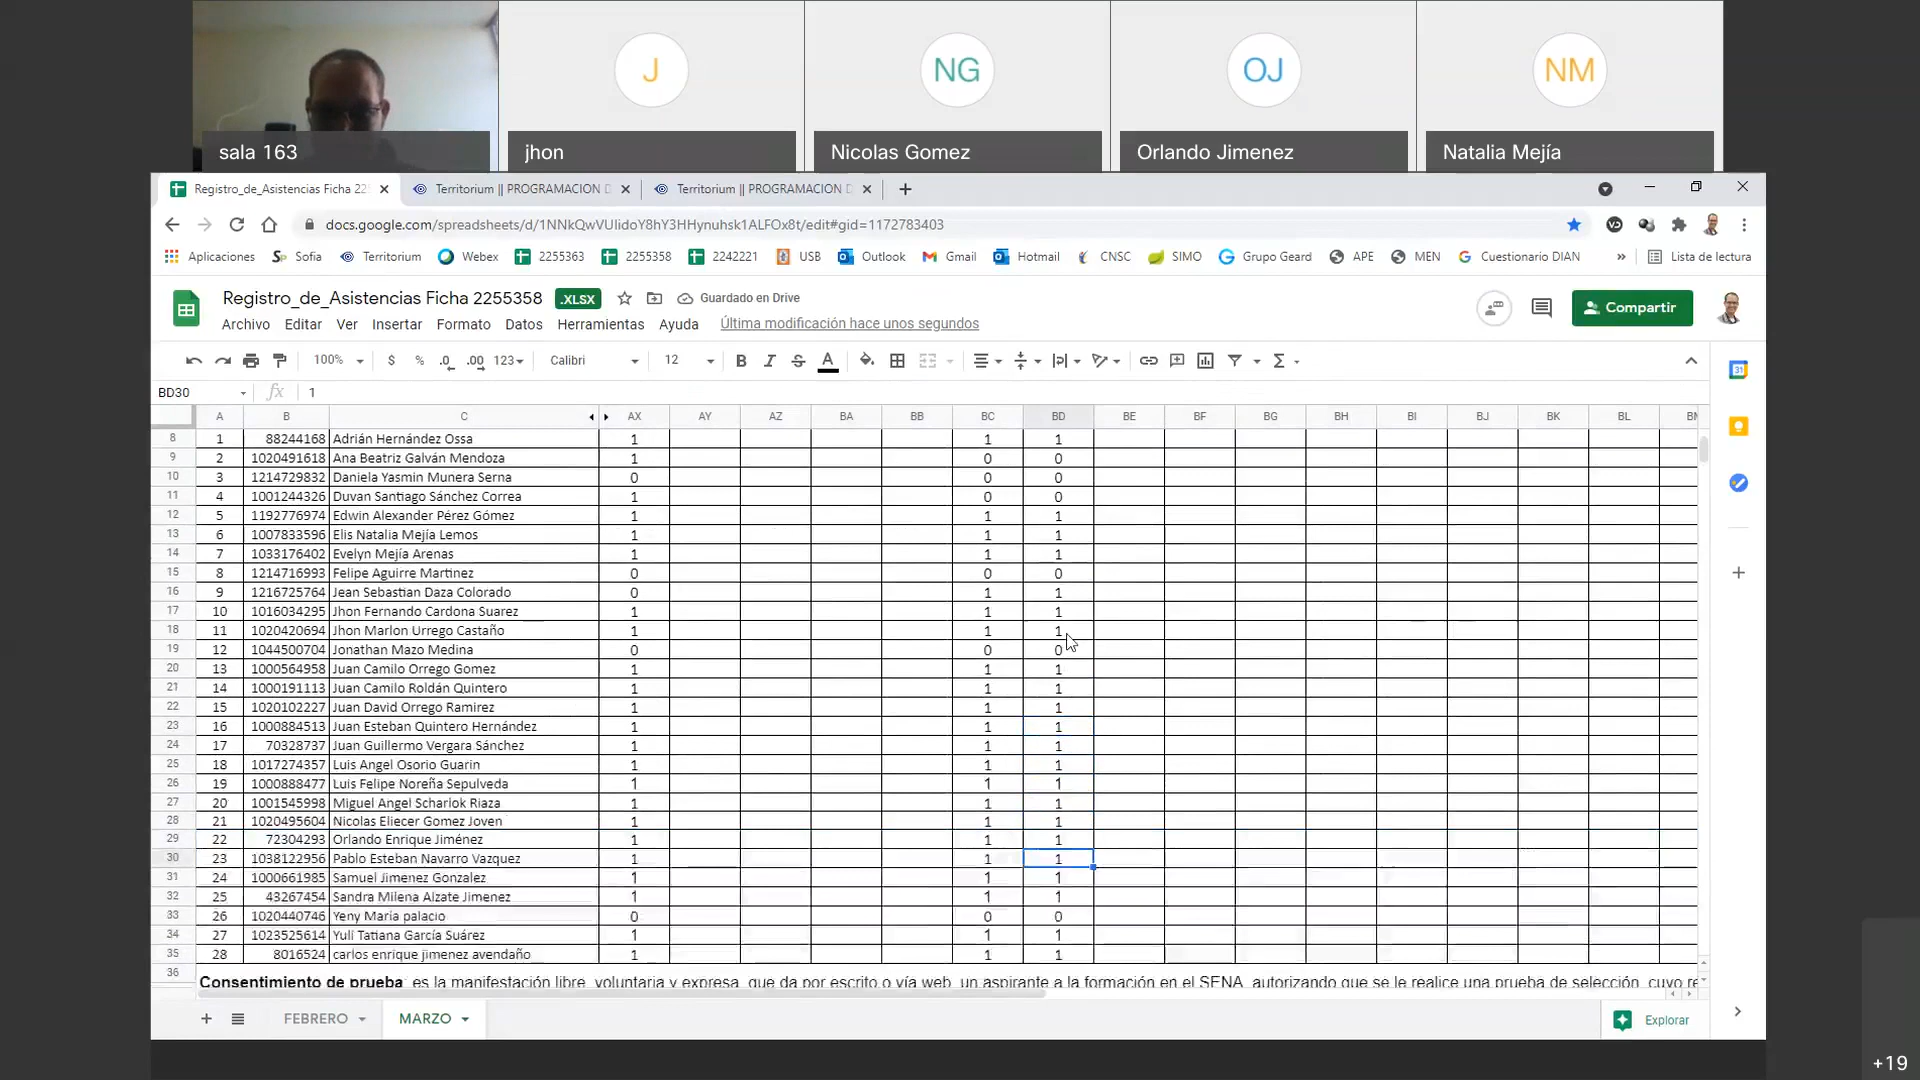 J NG OJ NM
sala 163 jhon Nicolas Gomez Orlando Jimenez Natalia Mejía
Registro_de_Asistencias Ficha 225 Territorium || PROGRAMACION D Territorium || PROGRAMACION D
docs.google.com/spreadsheets/d/1NNkQwVUlidoY8hY3HHynuhsk1ALFOx8t/edit#gid=1172783403
Aplicaciones Sofia Territorium Webex 2255363 2255358 2242221 USB Outlook Gmail Hotmail CNSC SIMO Grupo Geard APE MEN Cuestionario DIAN » Lista de lectura
Registro_de_Asistencias Ficha 2255358 .XLSX Guardado en Drive
Compartir
Archivo Editar Ver Insertar Formato Datos Herramientas Ayuda Última modificación hace unos segundos
100% $ % .0 .00 123 Calibri 12 B I S A Σ
BD30 fx 1
A B C AX AY AZ BA BB BC BD BE BF BG BH BI BJ BK BL
8 1 88244168 Adrián Hernández Ossa 1 1 1
9 2 1020491618 Ana Beatriz Galván Mendoza 1 0 0
10 3 1214729832 Daniela Yasmin Munera Serna 0 0 0
11 4 1001244326 Duvan Santiago Sánchez Correa 1 0 0
12 5 1192776974 Edwin Alexander Pérez Gómez 1 1 1
13 6 1007833596 Elis Natalia Mejía Lemos 1 1 1
14 7 1033176402 Evelyn Mejía Arenas 1 1 1
15 8 1214716993 Felipe Aguirre Martinez 0 0 0
16 9 1216725764 Jean Sebastian Daza Colorado 0 1 1
17 10 1016034295 Jhon Fernando Cardona Suarez 1 1 1
18 11 1020420694 Jhon Marlon Urrego Castaño 1 1 1
19 12 1044500704 Jonathan Mazo Medina 0 0 0
20 13 1000564958 Juan Camilo Orrego Gomez 1 1 1
21 14 1000191113 Juan Camilo Roldán Quintero 1 1 1
22 15 1020102227 Juan David Orrego Ramirez 1 1 1
23 16 1000884513 Juan Esteban Quintero Hernández 1 1 1
24 17 70328737 Juan Guillermo Vergara Sánchez 1 1 1
25 18 1017274357 Luis Angel Osorio Guarin 1 1 1
26 19 1000888477 Luis Felipe Noreña Sepulveda 1 1 1
27 20 1001545998 Miguel Angel Scharlok Riaza 1 1 1
28 21 1020495604 Nicolas Eliecer Gomez Joven 1 1 1
29 22 72304293 Orlando Enrique Jiménez 1 1 1
30 23 1038122956 Pablo Esteban Navarro Vazquez 1 1 1
31 24 1000661985 Samuel Jimenez Gonzalez 1 1 1
32 25 43267454 Sandra Milena Alzate Jimenez 1 1 1
33 26 1020440746 Yeny María palacio 0 0 0
34 27 1023525614 Yuli Tatiana García Suárez 1 1 1
35 28 8016524 carlos enrique jimenez avendaño 1 1 1
36 Consentimiento de prueba es la manifestación libre voluntaria y expresa que da por escrito o vía web un aspirante a la formación en el SENA autorizando que se le realice una prueba de selección cuyo re
FEBRERO MARZO Explorar
+19